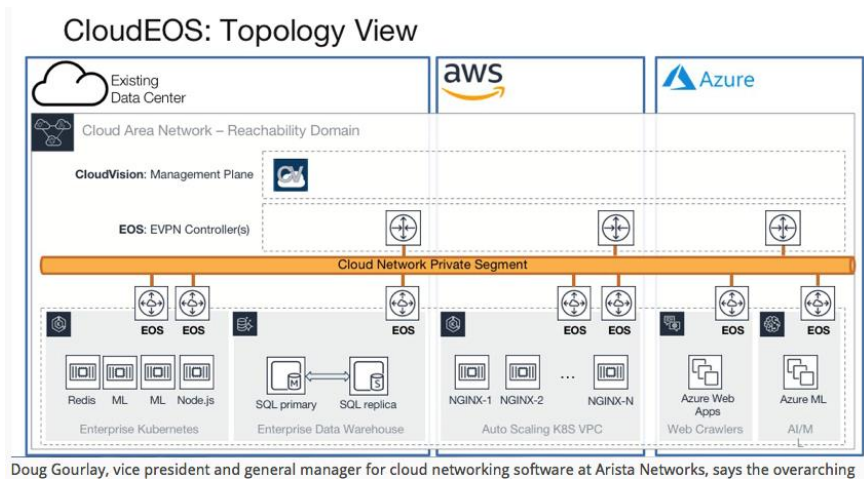 CloudEOS: Topology View
Existing
Data Center
aws
Azure
Cloud Area Network – Reachability Domain
CloudVision: Management Plane
CV
EOS: EVPN Controller(s)
Cloud Network Private Segment
EOS EOS EOS EOS EOS EOS EOS
Redis ML ML Node.js
M S
SQL primary SQL replica
NGINX-1 NGINX-2 ... NGINX-N
Azure Web
Apps
Azure ML
Enterprise Kubernetes Enterprise Data Warehouse Auto Scaling K8S VPC Web Crawlers AI/M
L
Doug Gourlay, vice president and general manager for cloud networking software at Arista Networks, says the overarching